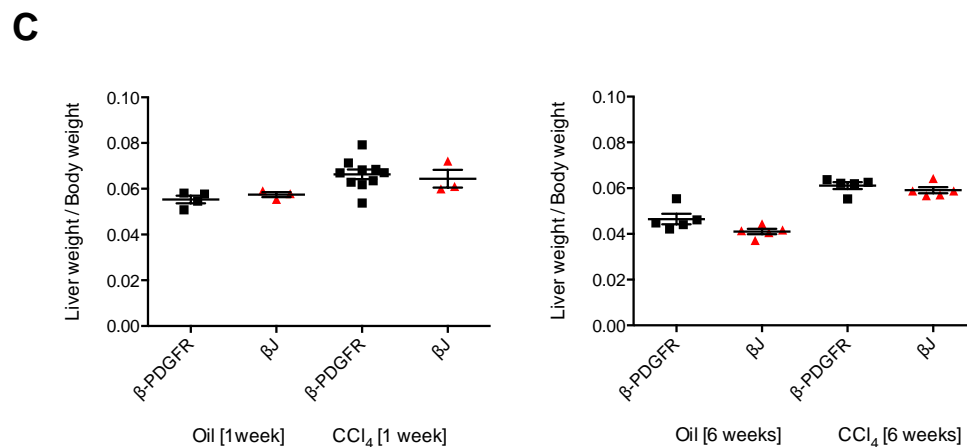 C
Liver weight / Body weight
0.10
0.08
0.06
0.04
0.02
0.00
β-PDGFR
βJ
β-PDGFR
βJ
Oil [1week]
CCl₄ [1 week]
Liver weight / Body weight
0.10
0.08
0.06
0.04
0.02
0.00
β-PDGFR
βJ
β-PDGFR
βJ
Oil [6 weeks]
CCl₄ [6 weeks]